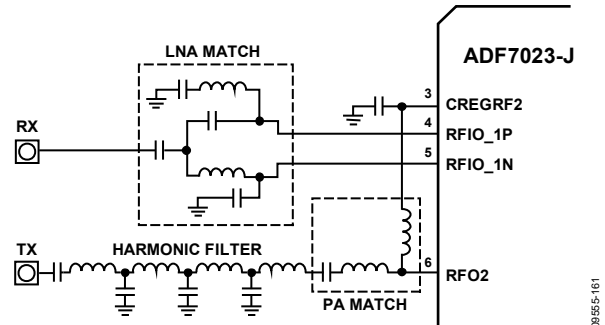 LNA MATCH
ADF7023-J
3
CREGRF2
4
RFIO_1P
RX
5
RFIO_1N
TX
HARMONIC FILTER
PA MATCH
6
RFO2
09555-161